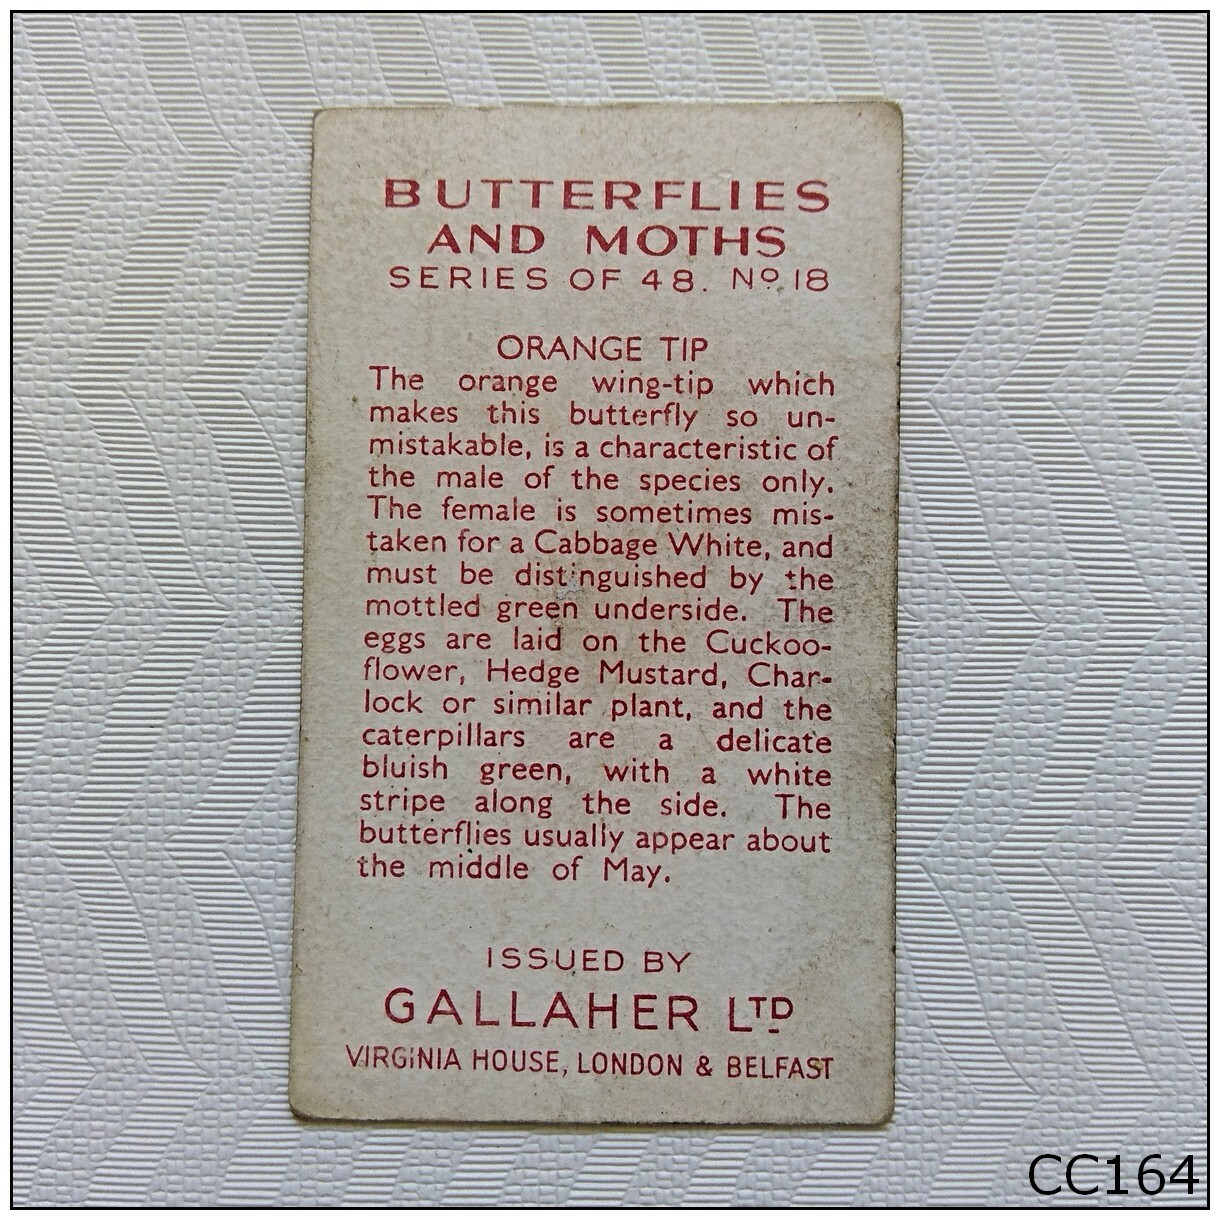 BUTTERFLIES
AND MOTHS
SERIES OF 48. No 18
ORANGE TIP
The orange wing-tip which
makes this butterfly so un-
mistakable, is a characteristic of
the male of the species only.
The female is sometimes mis-
taken for a Cabbage White, and
must be distinguished by the
mottled green underside. The
eggs are laid on the Cuckoo-
flower, Hedge Mustard, Char-
lock or similar plant, and the
caterpillars are a delicate
bluish green, with a white
stripe along the side. The
butterflies usually appear about
the middle of May.
ISSUED BY
GALLAHER LTD
VIRGINIA HOUSE, LONDON & BELFAST
CC164